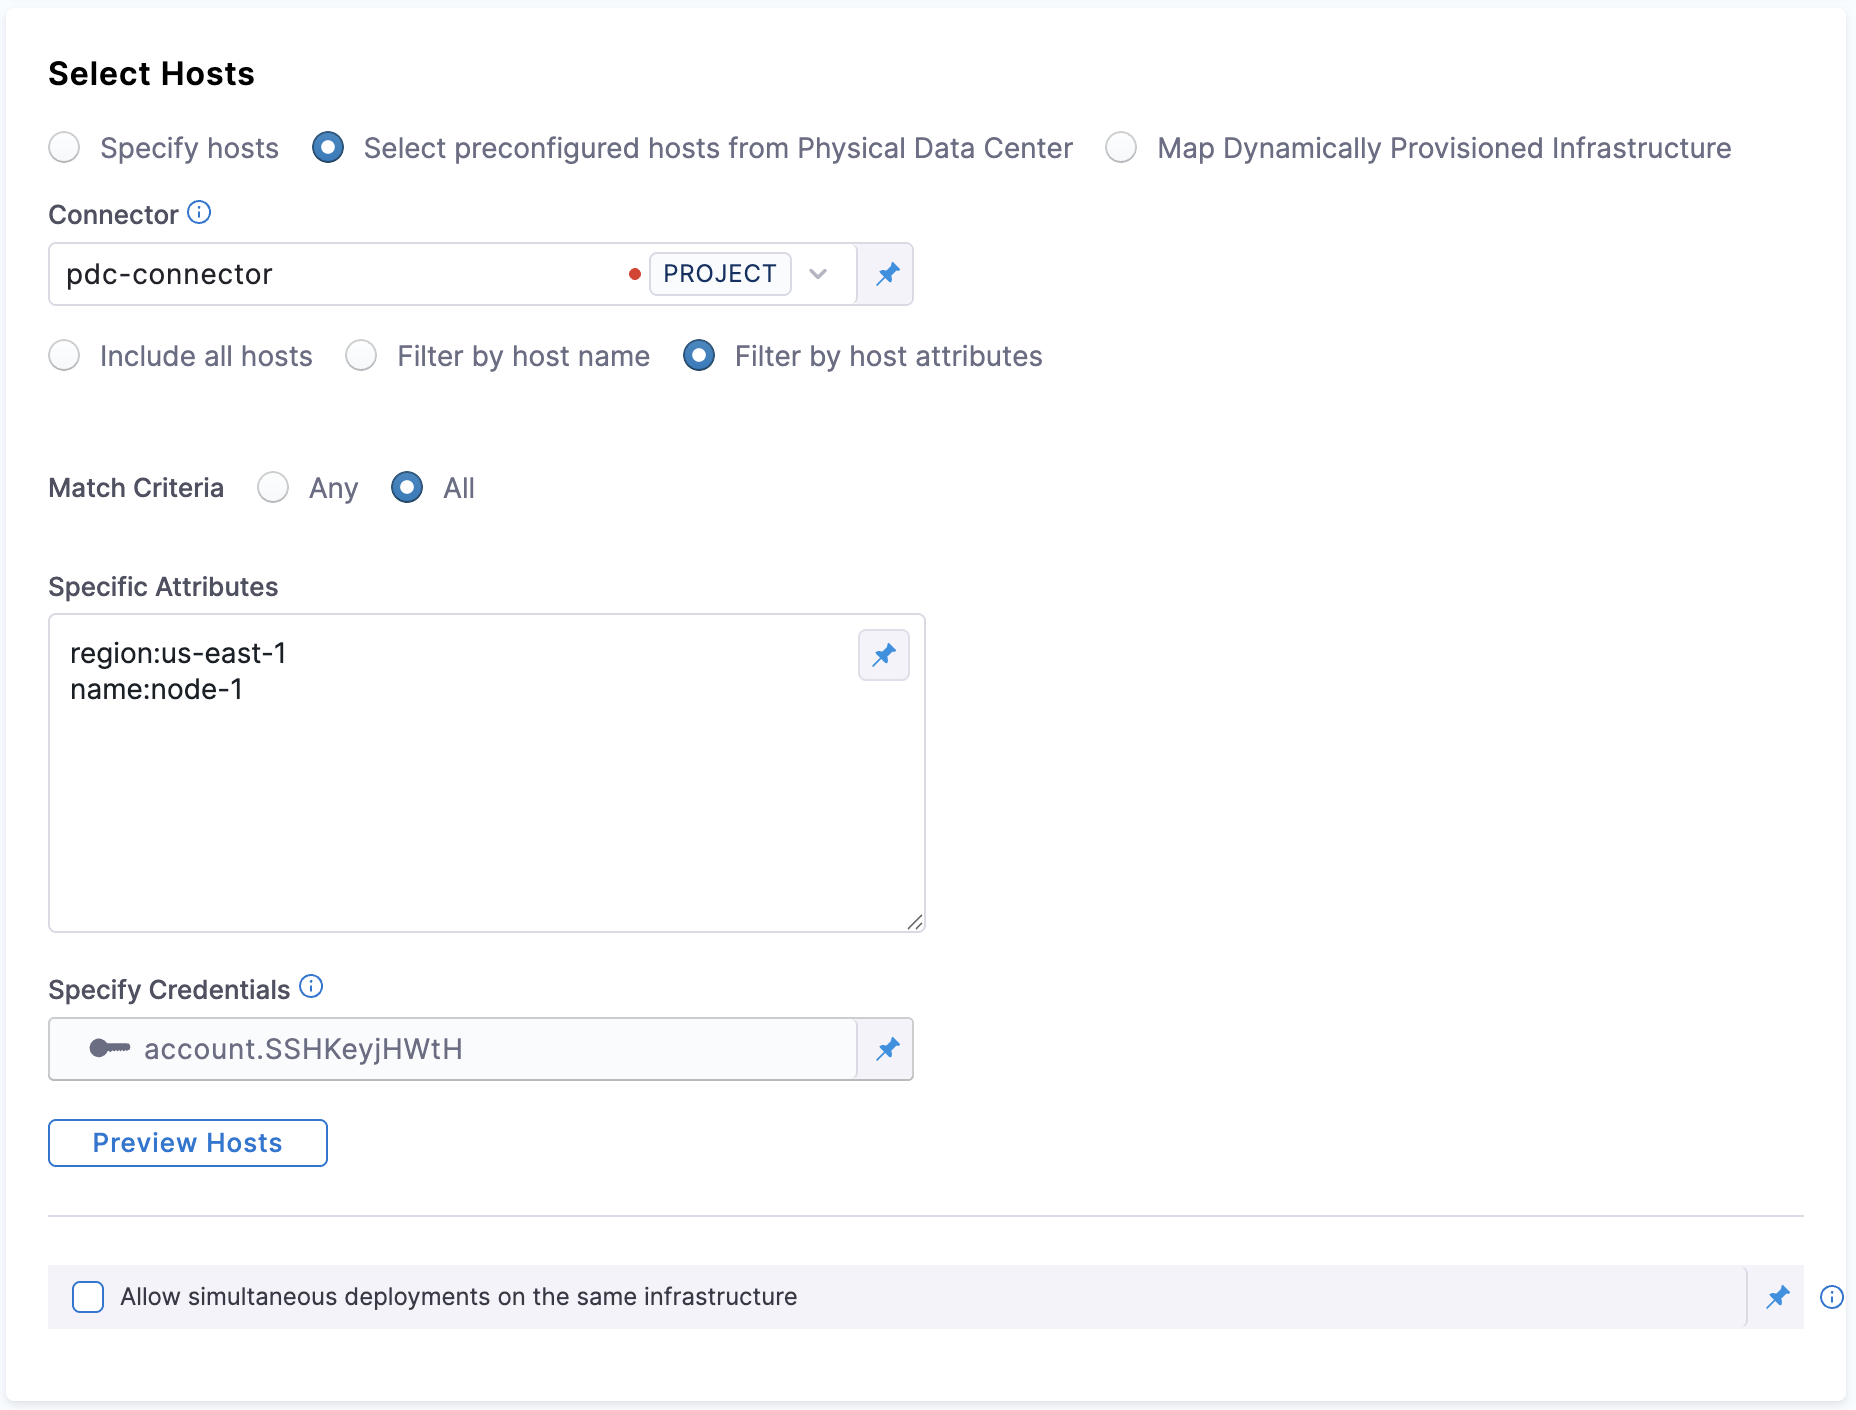 Select Hosts
Specify hosts Select preconfigured hosts from Physical Data Center Map Dynamically Provisioned Infrastructure
Connector
pdc-connector PROJECT
Include all hosts Filter by host name Filter by host attributes
Match Criteria Any All
Specific Attributes
region:us-east-1
name:node-1
Specify Credentials
account.SSHKeyjHWtH
Preview Hosts
Allow simultaneous deployments on the same infrastructure